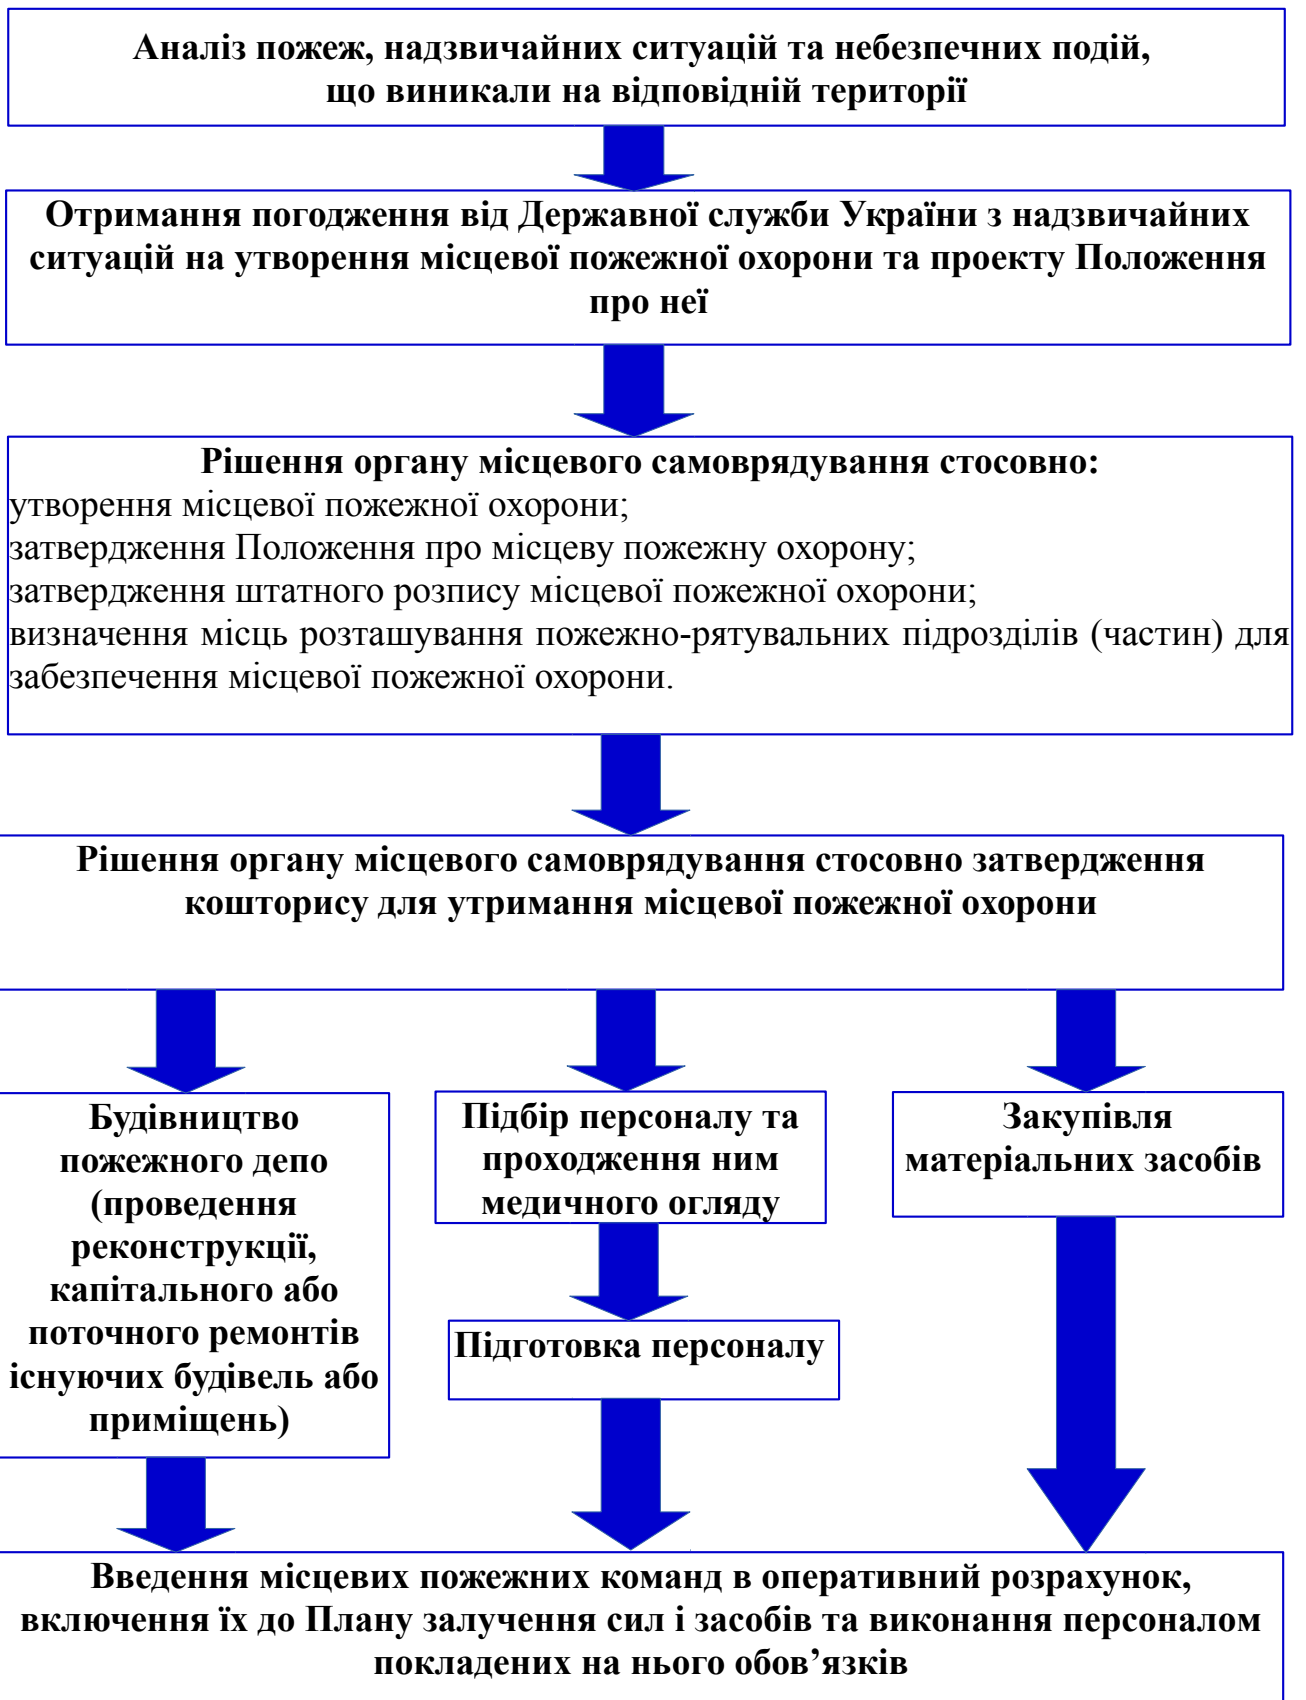 Аналіз пожеж, надзвичайних ситуацій та небезпечних подій,
що виникали на відповідній території
Отримання погодження від Державної служби України з надзвичайних
ситуацій на утворення місцевої пожежної охорони та проекту Положення
про неї
Рішення органу місцевого самоврядування стосовно:
утворення місцевої пожежної охорони;
затвердження Положення про місцеву пожежну охорону;
затвердження штатного розпису місцевої пожежної охорони;
визначення місць розташування пожежно-рятувальних підрозділів (частин) для
забезпечення місцевої пожежної охорони.
Рішення органу місцевого самоврядування стосовно затвердження
кошторису для утримання місцевої пожежної охорони
Будівництво
пожежного депо
(проведення
реконструкції,
капітального або
поточного ремонтів
існуючих будівель або
приміщень)
Підбір персоналу та
проходження ним
медичного огляду
Підготовка персоналу
Закупівля
матеріальних засобів
Введення місцевих пожежних команд в оперативний розрахунок,
включення їх до Плану залучення сил і засобів та виконання персоналом
покладених на нього обов’язків